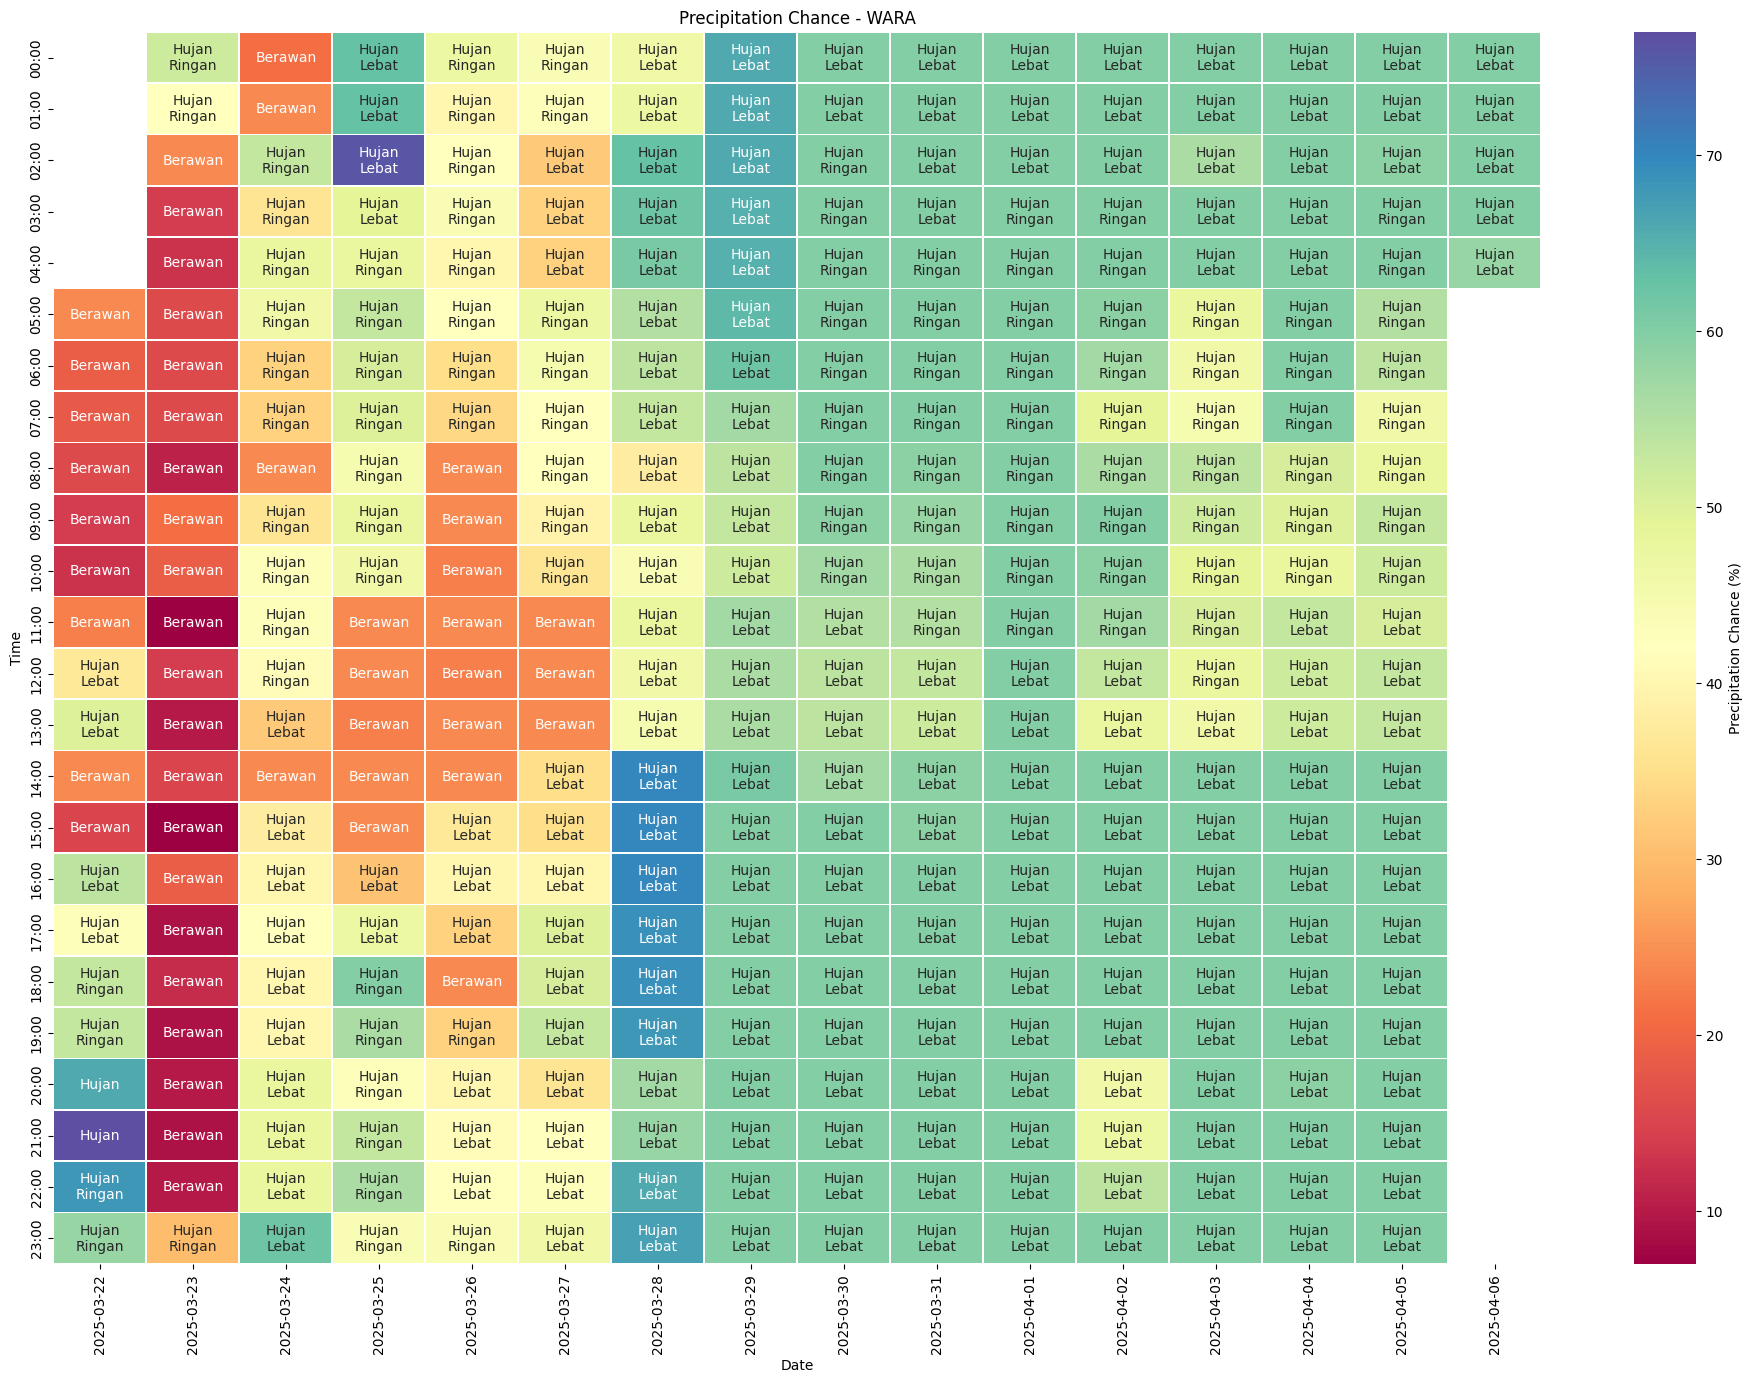 Precipitation Chance - WARA
Time
00:00 Hujan Ringan Berawan Hujan Lebat Hujan Ringan Hujan Ringan Hujan Lebat Hujan Lebat Hujan Lebat Hujan Lebat Hujan Lebat Hujan Lebat Hujan Lebat Hujan Lebat Hujan Lebat Hujan Lebat
01:00 Hujan Ringan Berawan Hujan Lebat Hujan Ringan Hujan Ringan Hujan Lebat Hujan Lebat Hujan Lebat Hujan Lebat Hujan Lebat Hujan Lebat Hujan Lebat Hujan Lebat Hujan Lebat Hujan Lebat
02:00 Berawan Hujan Ringan Hujan Lebat Hujan Ringan Hujan Lebat Hujan Lebat Hujan Lebat Hujan Ringan Hujan Lebat Hujan Lebat Hujan Lebat Hujan Lebat Hujan Lebat Hujan Lebat Hujan Lebat
03:00 Berawan Hujan Ringan Hujan Lebat Hujan Ringan Hujan Lebat Hujan Lebat Hujan Lebat Hujan Ringan Hujan Lebat Hujan Ringan Hujan Ringan Hujan Lebat Hujan Lebat Hujan Ringan Hujan Lebat
04:00 Berawan Hujan Ringan Hujan Ringan Hujan Ringan Hujan Lebat Hujan Lebat Hujan Lebat Hujan Ringan Hujan Ringan Hujan Ringan Hujan Ringan Hujan Lebat Hujan Lebat Hujan Ringan Hujan Lebat
05:00 Berawan Berawan Hujan Ringan Hujan Ringan Hujan Ringan Hujan Ringan Hujan Lebat Hujan Lebat Hujan Ringan Hujan Ringan Hujan Ringan Hujan Ringan Hujan Ringan Hujan Ringan Hujan Ringan
06:00 Berawan Berawan Hujan Ringan Hujan Ringan Hujan Ringan Hujan Ringan Hujan Lebat Hujan Lebat Hujan Ringan Hujan Ringan Hujan Ringan Hujan Ringan Hujan Ringan Hujan Ringan Hujan Ringan
07:00 Berawan Berawan Hujan Ringan Hujan Ringan Hujan Ringan Hujan Ringan Hujan Lebat Hujan Lebat Hujan Ringan Hujan Ringan Hujan Ringan Hujan Ringan Hujan Ringan Hujan Ringan Hujan Ringan
08:00 Berawan Berawan Berawan Hujan Ringan Berawan Hujan Ringan Hujan Lebat Hujan Lebat Hujan Ringan Hujan Ringan Hujan Ringan Hujan Ringan Hujan Ringan Hujan Ringan Hujan Ringan
09:00 Berawan Berawan Hujan Ringan Hujan Ringan Berawan Hujan Ringan Hujan Lebat Hujan Lebat Hujan Ringan Hujan Ringan Hujan Ringan Hujan Ringan Hujan Ringan Hujan Ringan Hujan Ringan
10:00 Berawan Berawan Hujan Ringan Hujan Ringan Berawan Hujan Ringan Hujan Lebat Hujan Lebat Hujan Ringan Hujan Ringan Hujan Ringan Hujan Ringan Hujan Ringan Hujan Ringan Hujan Ringan
11:00 Berawan Berawan Hujan Ringan Berawan Berawan Berawan Hujan Lebat Hujan Lebat Hujan Lebat Hujan Ringan Hujan Ringan Hujan Ringan Hujan Ringan Hujan Lebat Hujan Lebat
12:00 Hujan Lebat Berawan Hujan Ringan Berawan Berawan Berawan Hujan Lebat Hujan Lebat Hujan Lebat Hujan Lebat Hujan Lebat Hujan Lebat Hujan Ringan Hujan Lebat Hujan Lebat
13:00 Hujan Lebat Berawan Hujan Lebat Berawan Berawan Berawan Hujan Lebat Hujan Lebat Hujan Lebat Hujan Lebat Hujan Lebat Hujan Lebat Hujan Lebat Hujan Lebat Hujan Lebat
14:00 Berawan Berawan Berawan Berawan Berawan Hujan Lebat Hujan Lebat Hujan Lebat Hujan Lebat Hujan Lebat Hujan Lebat Hujan Lebat Hujan Lebat Hujan Lebat Hujan Lebat
15:00 Berawan Berawan Hujan Lebat Berawan Hujan Lebat Hujan Lebat Hujan Lebat Hujan Lebat Hujan Lebat Hujan Lebat Hujan Lebat Hujan Lebat Hujan Lebat Hujan Lebat Hujan Lebat
16:00 Hujan Lebat Berawan Hujan Lebat Hujan Lebat Hujan Lebat Hujan Lebat Hujan Lebat Hujan Lebat Hujan Lebat Hujan Lebat Hujan Lebat Hujan Lebat Hujan Lebat Hujan Lebat Hujan Lebat
17:00 Hujan Lebat Berawan Hujan Lebat Hujan Lebat Hujan Lebat Hujan Lebat Hujan Lebat Hujan Lebat Hujan Lebat Hujan Lebat Hujan Lebat Hujan Lebat Hujan Lebat Hujan Lebat Hujan Lebat
18:00 Hujan Ringan Berawan Hujan Lebat Hujan Ringan Berawan Hujan Lebat Hujan Lebat Hujan Lebat Hujan Lebat Hujan Lebat Hujan Lebat Hujan Lebat Hujan Lebat Hujan Lebat Hujan Lebat
19:00 Hujan Ringan Berawan Hujan Lebat Hujan Ringan Hujan Ringan Hujan Lebat Hujan Lebat Hujan Lebat Hujan Lebat Hujan Lebat Hujan Lebat Hujan Lebat Hujan Lebat Hujan Lebat Hujan Lebat
20:00 Hujan Berawan Hujan Lebat Hujan Ringan Hujan Lebat Hujan Lebat Hujan Lebat Hujan Lebat Hujan Lebat Hujan Lebat Hujan Lebat Hujan Lebat Hujan Lebat Hujan Lebat Hujan Lebat
21:00 Hujan Berawan Hujan Lebat Hujan Ringan Hujan Lebat Hujan Lebat Hujan Lebat Hujan Lebat Hujan Lebat Hujan Lebat Hujan Lebat Hujan Lebat Hujan Lebat Hujan Lebat Hujan Lebat
22:00 Hujan Ringan Berawan Hujan Lebat Hujan Ringan Hujan Lebat Hujan Lebat Hujan Lebat Hujan Lebat Hujan Lebat Hujan Lebat Hujan Lebat Hujan Lebat Hujan Lebat Hujan Lebat Hujan Lebat
23:00 Hujan Ringan Hujan Ringan Hujan Lebat Hujan Ringan Hujan Ringan Hujan Lebat Hujan Lebat Hujan Lebat Hujan Lebat Hujan Lebat Hujan Lebat Hujan Lebat Hujan Lebat Hujan Lebat Hujan Lebat
2025-03-22 2025-03-23 2025-03-24 2025-03-25 2025-03-26 2025-03-27 2025-03-28 2025-03-29 2025-03-30 2025-03-31 2025-04-01 2025-04-02 2025-04-03 2025-04-04 2025-04-05 2025-04-06
Date
70
60
50
40
30
20
10
Precipitation Chance (%)